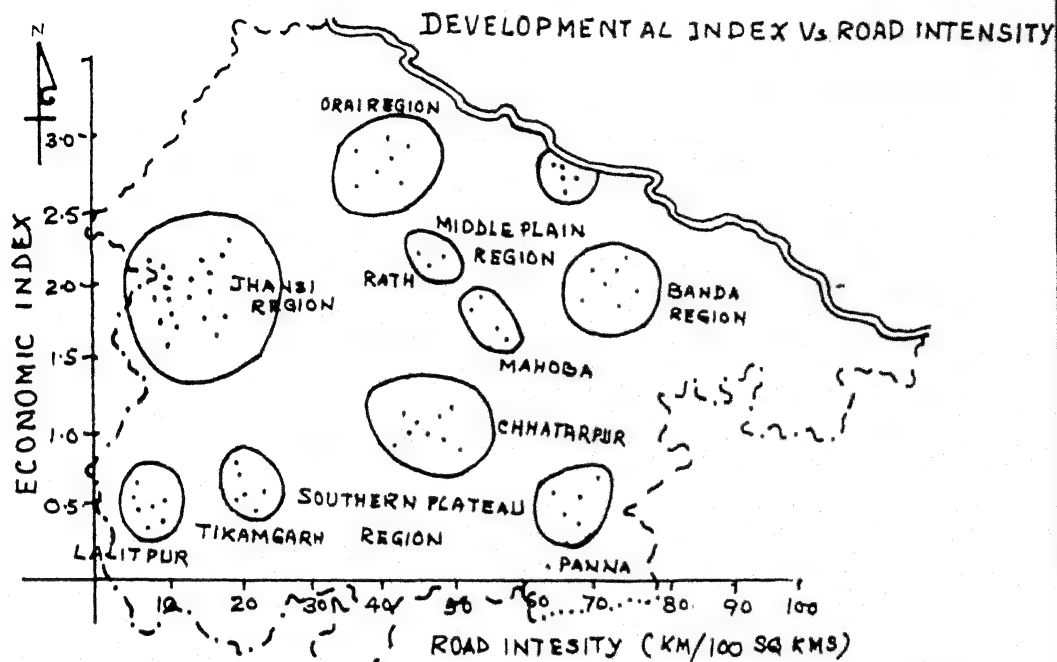 DEVELOPMENTAL INDEX Vs ROAD INTENSITY
N
ORAI REGION
3.0
2.5
MIDDLE PLAIN
REGION
RATH
2.0
JHANSI
REGION
BANDA
REGION
1.5
MAHOBA
ECONOMIC INDEX
1.0
CHHATARPUR
0.5
SOUTHERN PLATEAU
REGION
TIKAMGARH
LALITPUR
PANNA
10 20 30 40 50 60 70 80 90 100
ROAD INTESITY (KM/100 SQ KMS)